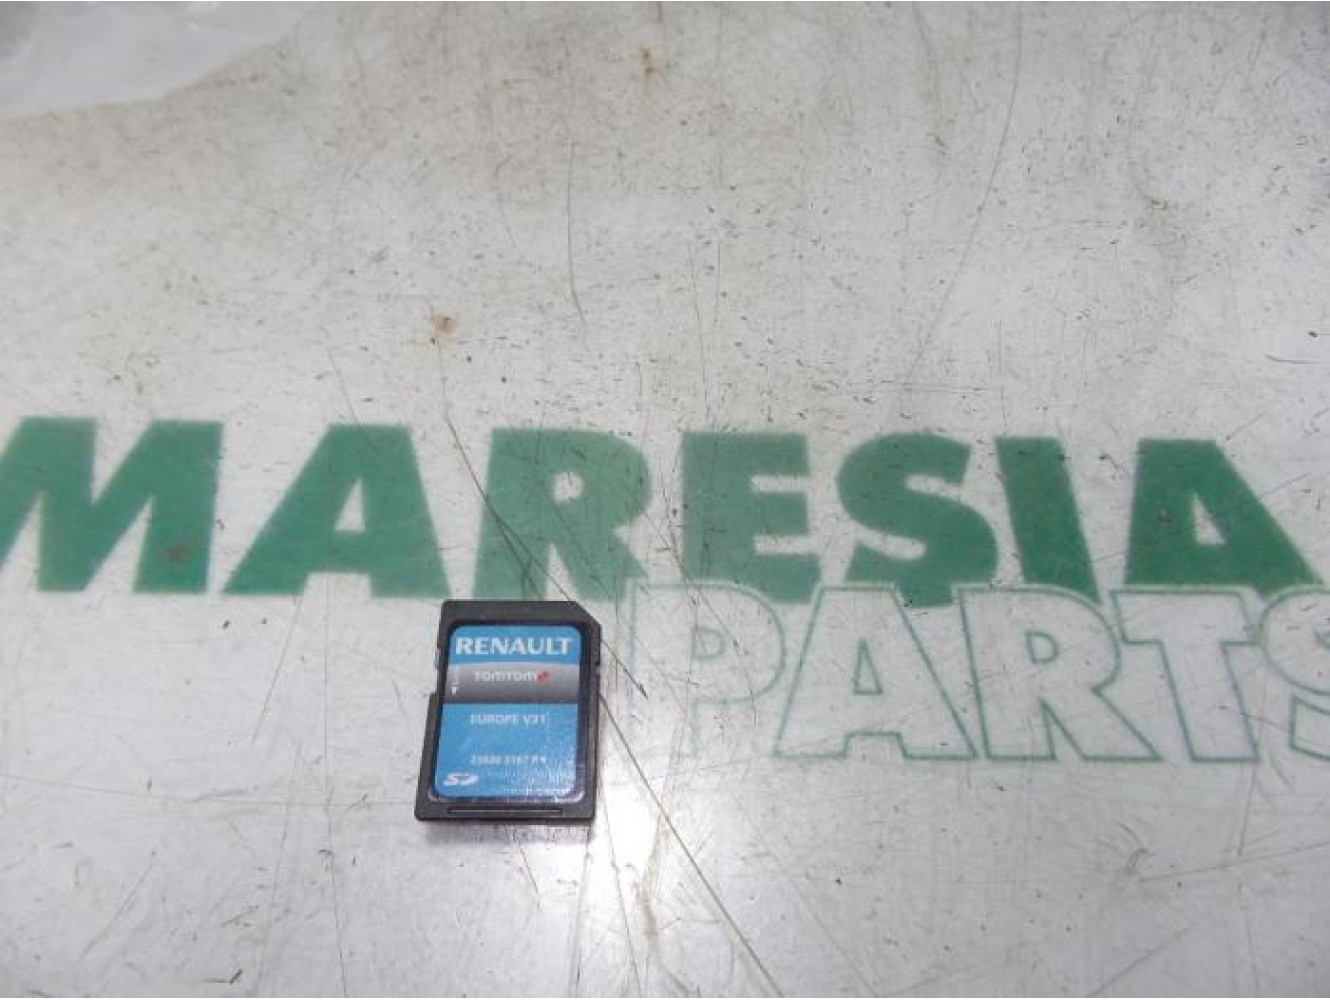 MARESIA
PARTS
RENAULT
TOMTOM
EUROPE V31
SD